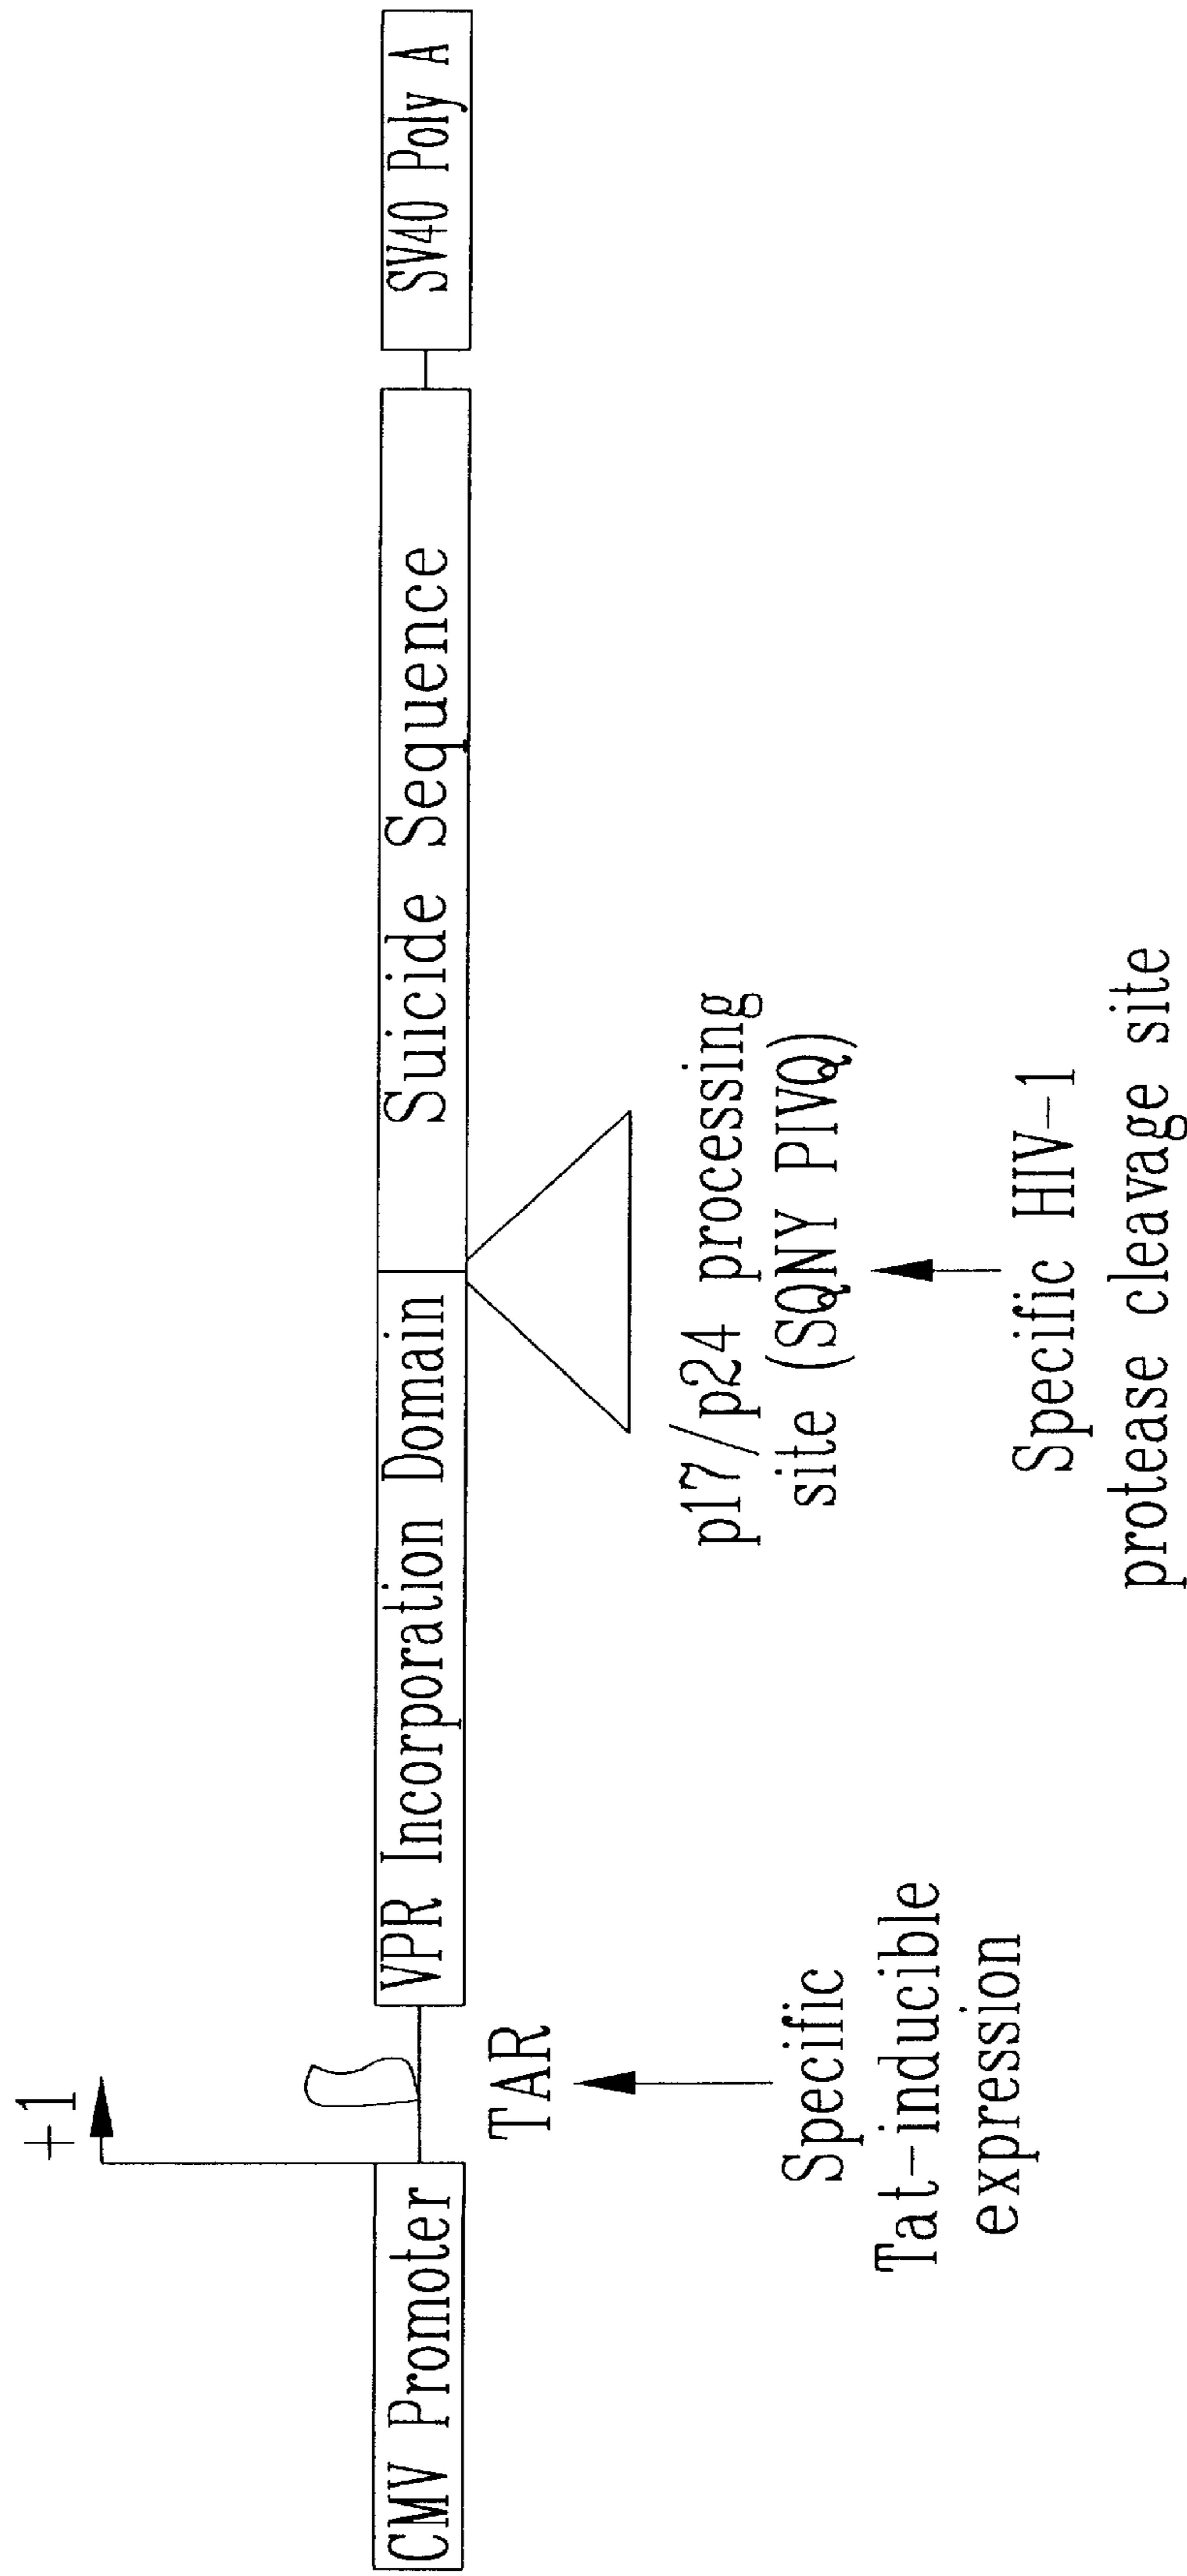 +1
CMV Promoter
VPR Incorporation Domain
Suicide Sequence
SV40 Poly A
TAR
Specific
Tat-inducible
expression
p17/p24 processing
site (SQNY PIVQ)
Specific HIV-1
protease cleavage site